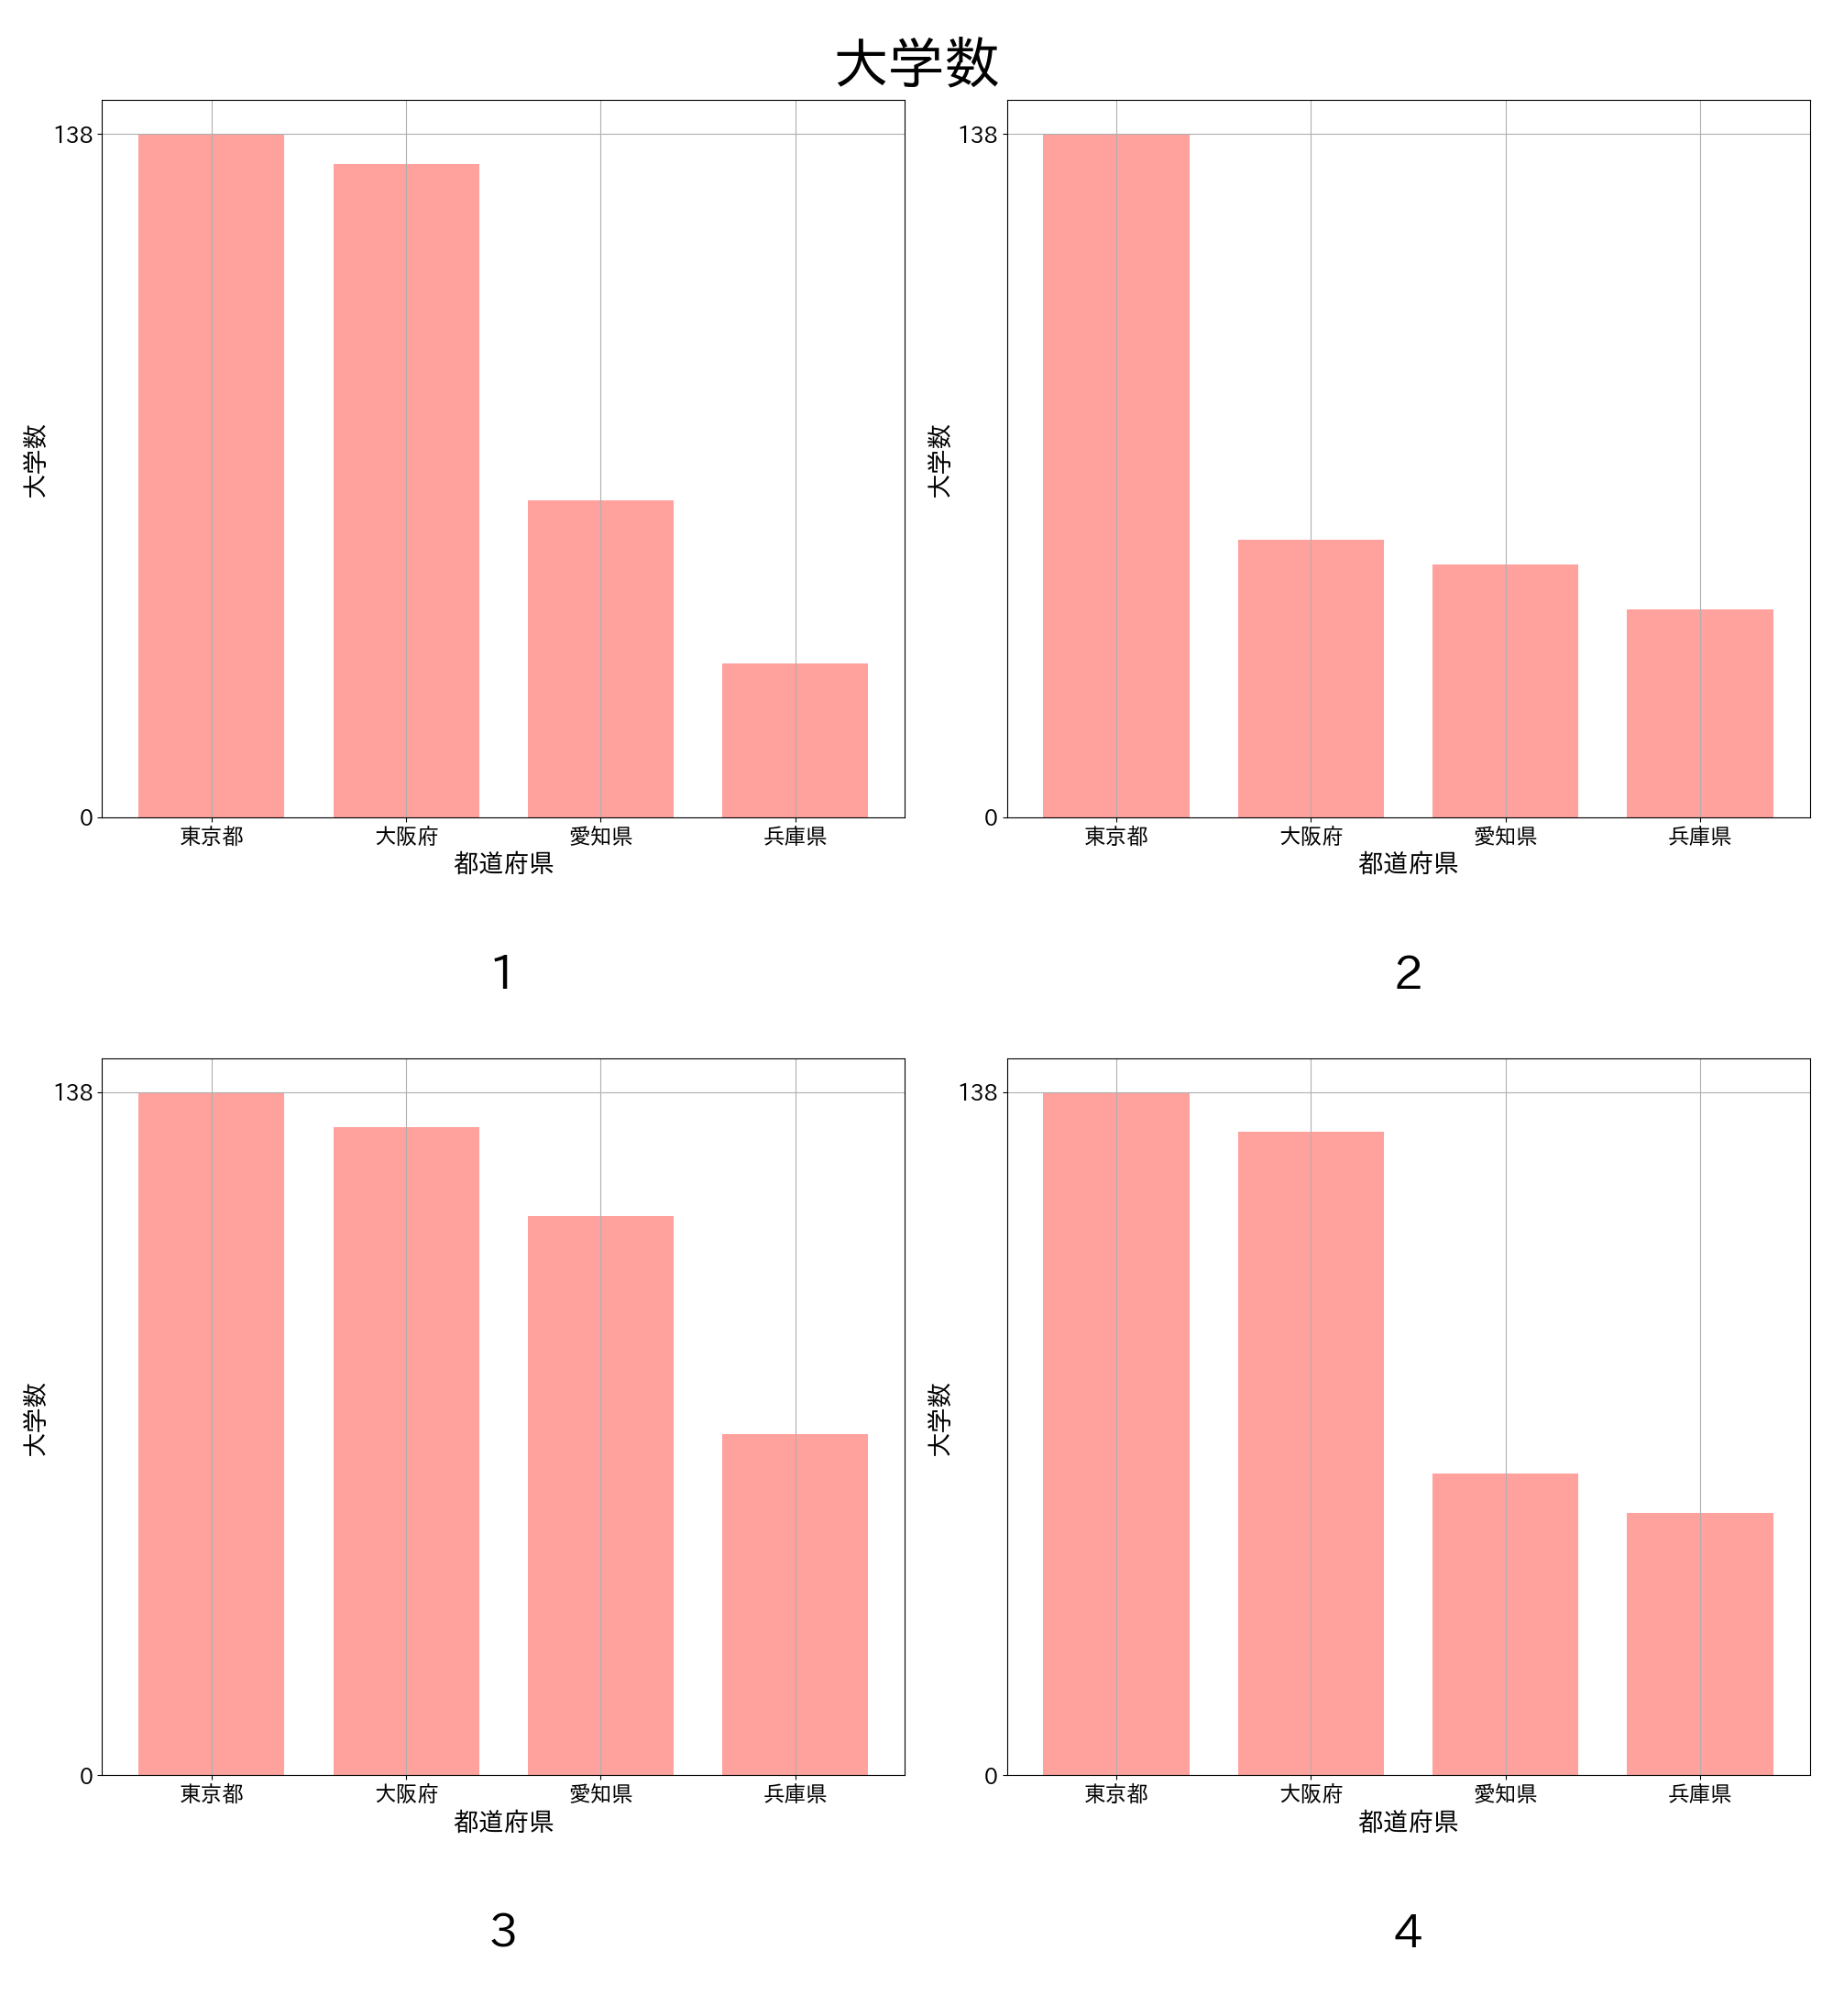 大学数
138
0
大学数
東京都 大阪府 愛知県 兵庫県
都道府県
1
138
0
大学数
東京都 大阪府 愛知県 兵庫県
都道府県
2
138
0
大学数
東京都 大阪府 愛知県 兵庫県
都道府県
3
138
0
大学数
東京都 大阪府 愛知県 兵庫県
都道府県
4